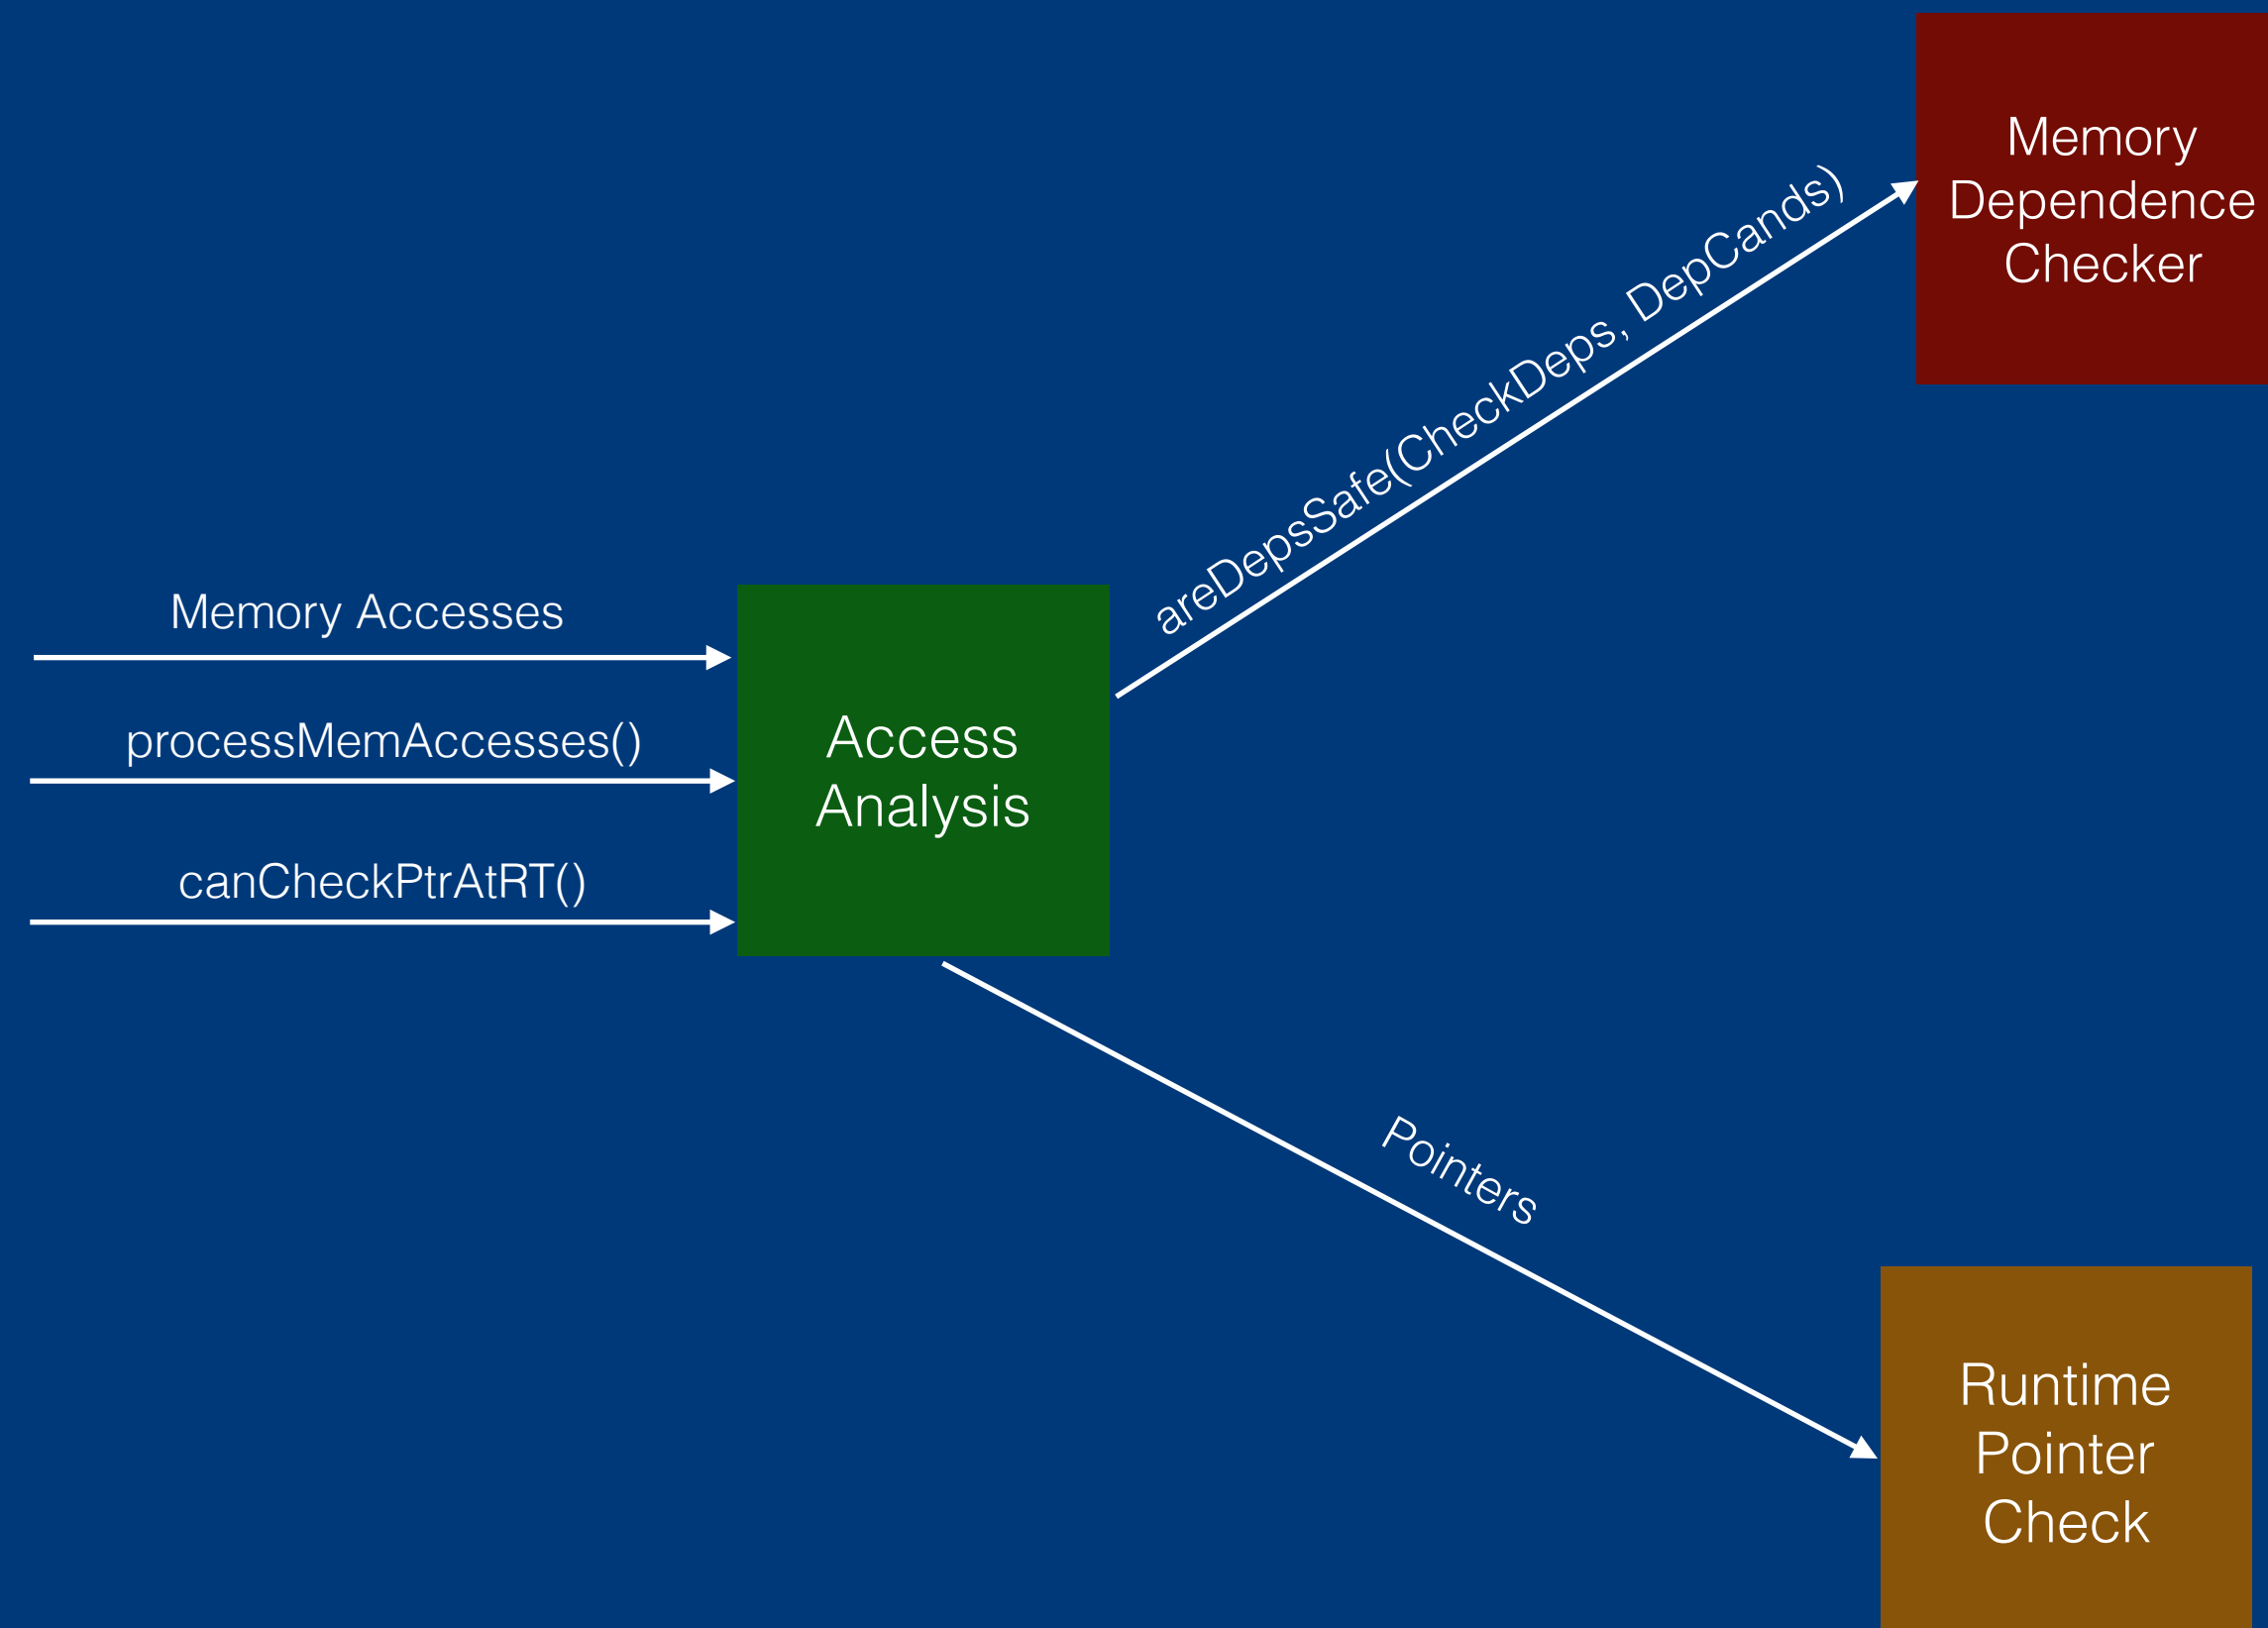 Memory
Dependence
Checker
areDepsSafe(CheckDeps, DepCands)
Memory Accesses
processMemAccesses()
canCheckPtrAtRT()
Access
Analysis
Pointers
Runtime
Pointer
Check